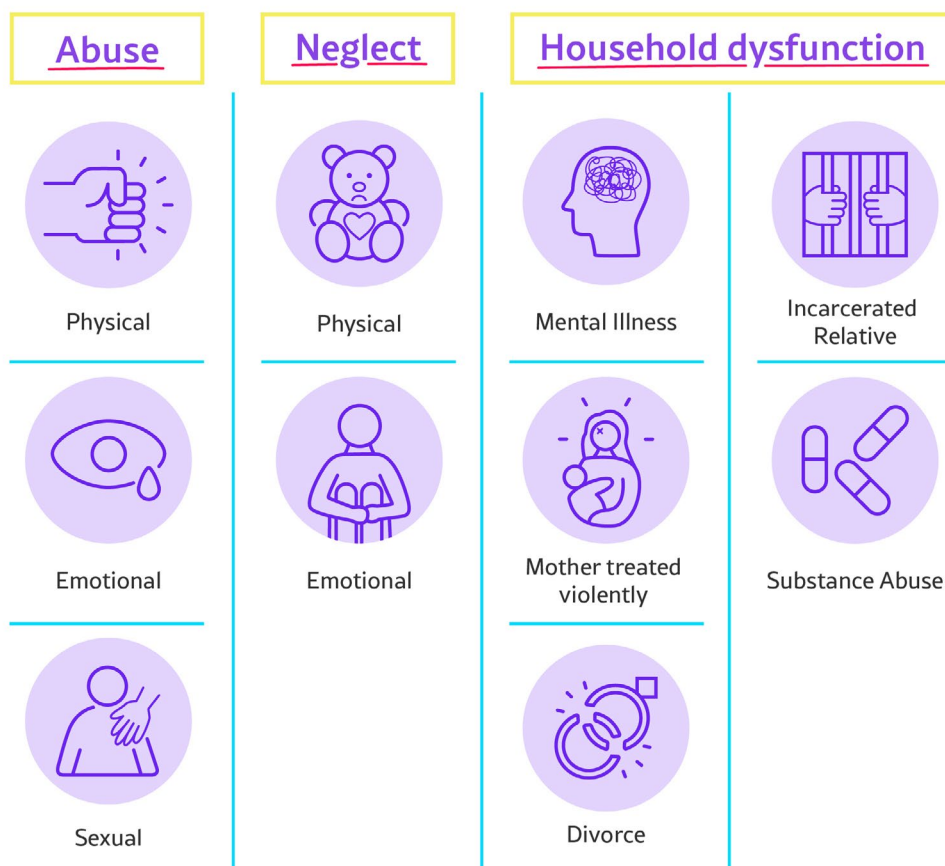 Abuse
Neglect
Household dysfunction
Physical
Physical
Mental Illness
Incarcerated
Relative
Emotional
Emotional
Mother treated
violently
Substance Abuse
Sexual
Divorce